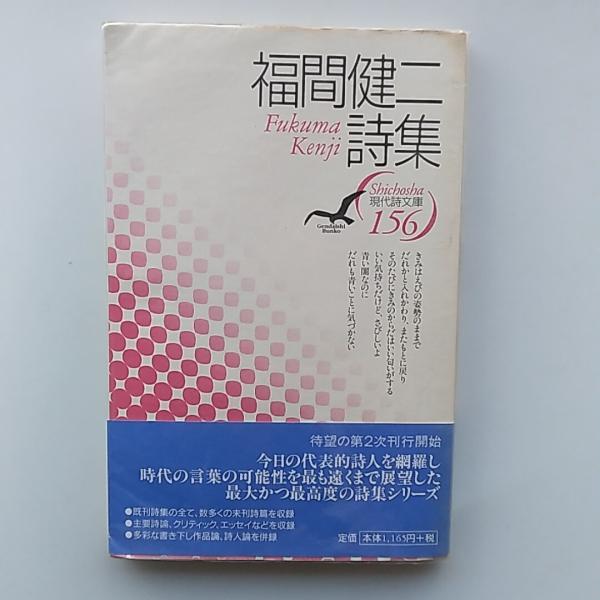 福間健二
詩集
Fukuma
Kenji
Shichosha
現代詩文庫
156
Gendaishi
Bunko
きみはえびの姿勢のままで
だれかと入れかわり、またもとに戻り
そのたびにきみのからだはいい匂いがする
いい気持ちだけど、さびしいよ
青い闇なのに
だれも青いことに気づかない
待望の第2次刊行開始
今日の代表的詩人を網羅し
時代の言葉の可能性を最も遠くまで展望した
最大かつ最高度の詩集シリーズ
●既刊詩集の全て、数多くの未刊詩篇を収録
●主要詩論、クリティック、エッセイなどを収録
●多彩な書き下し作品論、詩人論を併録
定価 本体1,165円+税